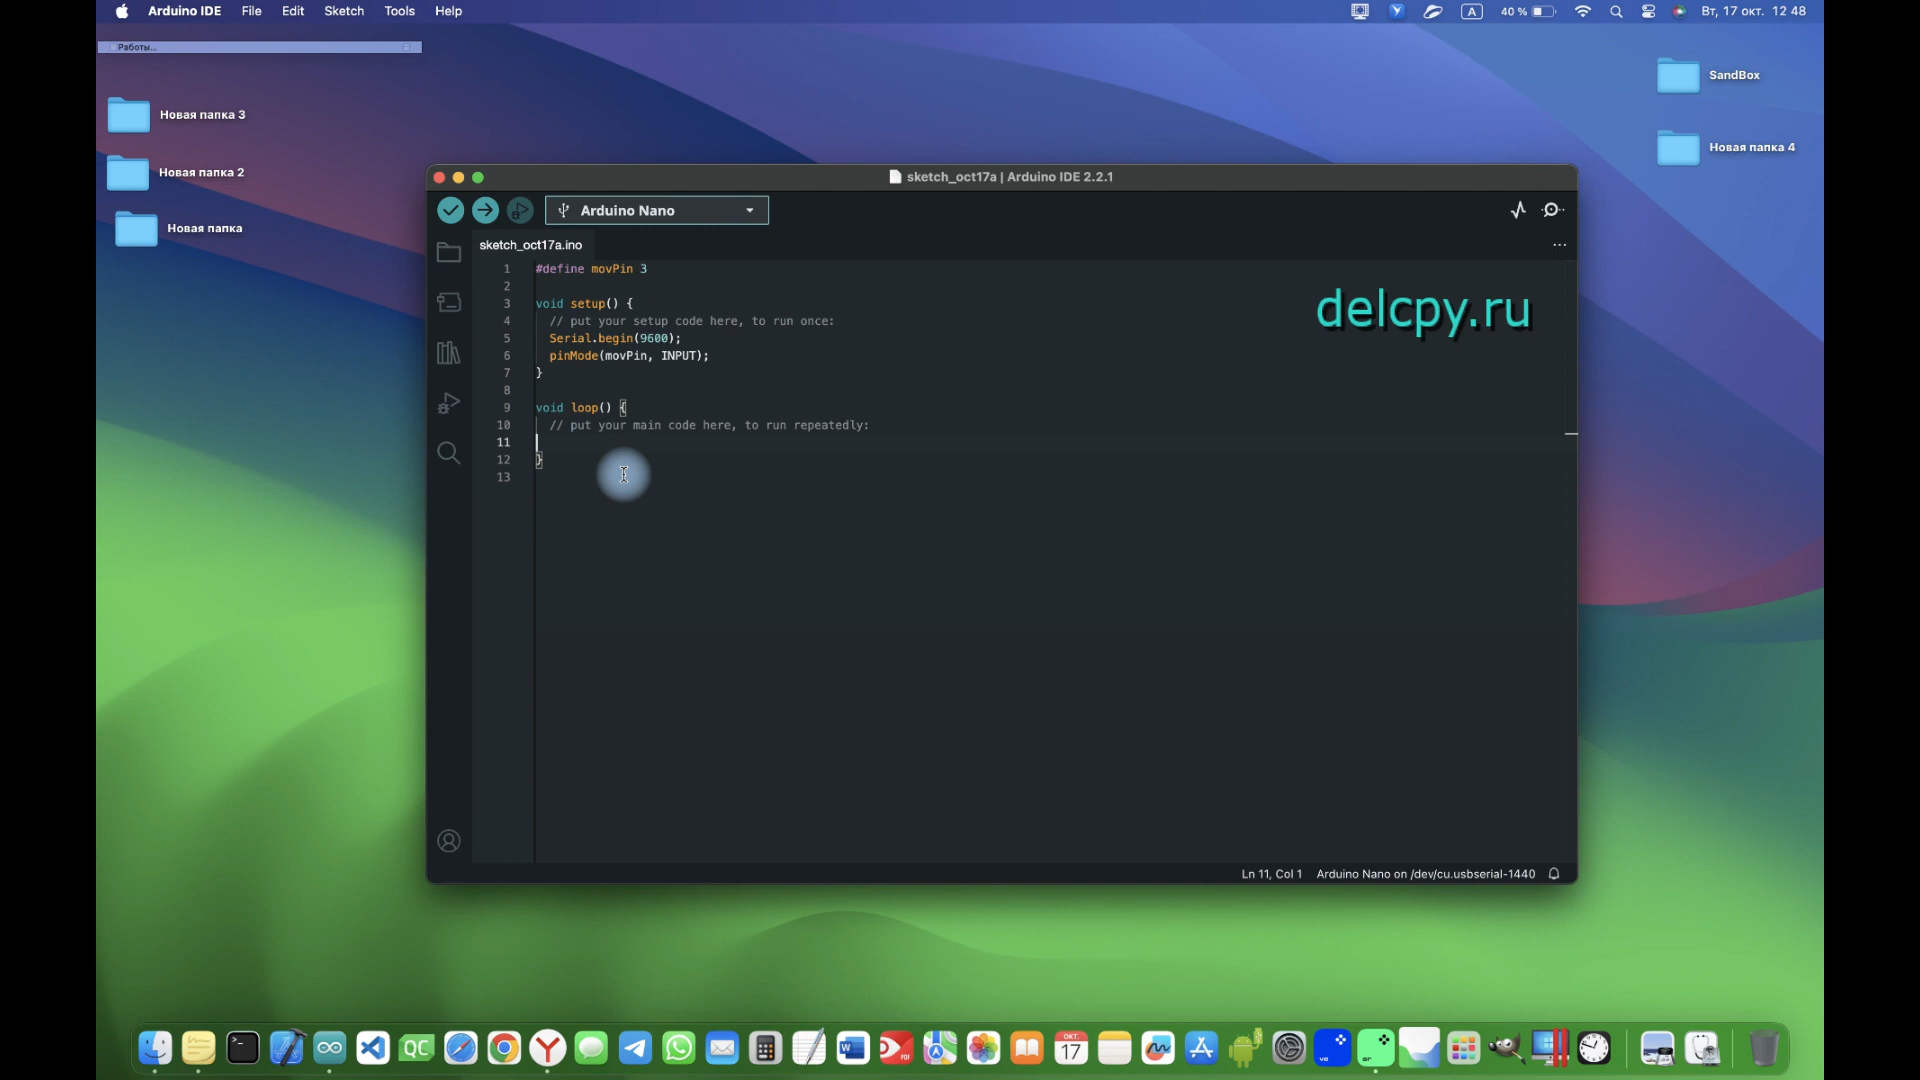 Arduino IDE File Edit Sketch Tools Help A 40 % Вт, 17 окт. 12 48
Работы...
SandBox
Новая папка 3
Новая папка 4
Новая папка 2
Новая папка
sketch_oct17a | Arduino IDE 2.2.1
Arduino Nano
sketch_oct17a.ino
1 #define movPin 3
2
3 void setup() {
4 // put your setup code here, to run once:
5 Serial.begin(9600);
6 pinMode(movPin, INPUT);
7 }
8
9 void loop() {
10 // put your main code here, to run repeatedly:
11
12 }
13
delcpy.ru
Ln 11, Col 1 Arduino Nano on /dev/cu.usbserial-1440
QC
W
PDF
ОКТ.
17